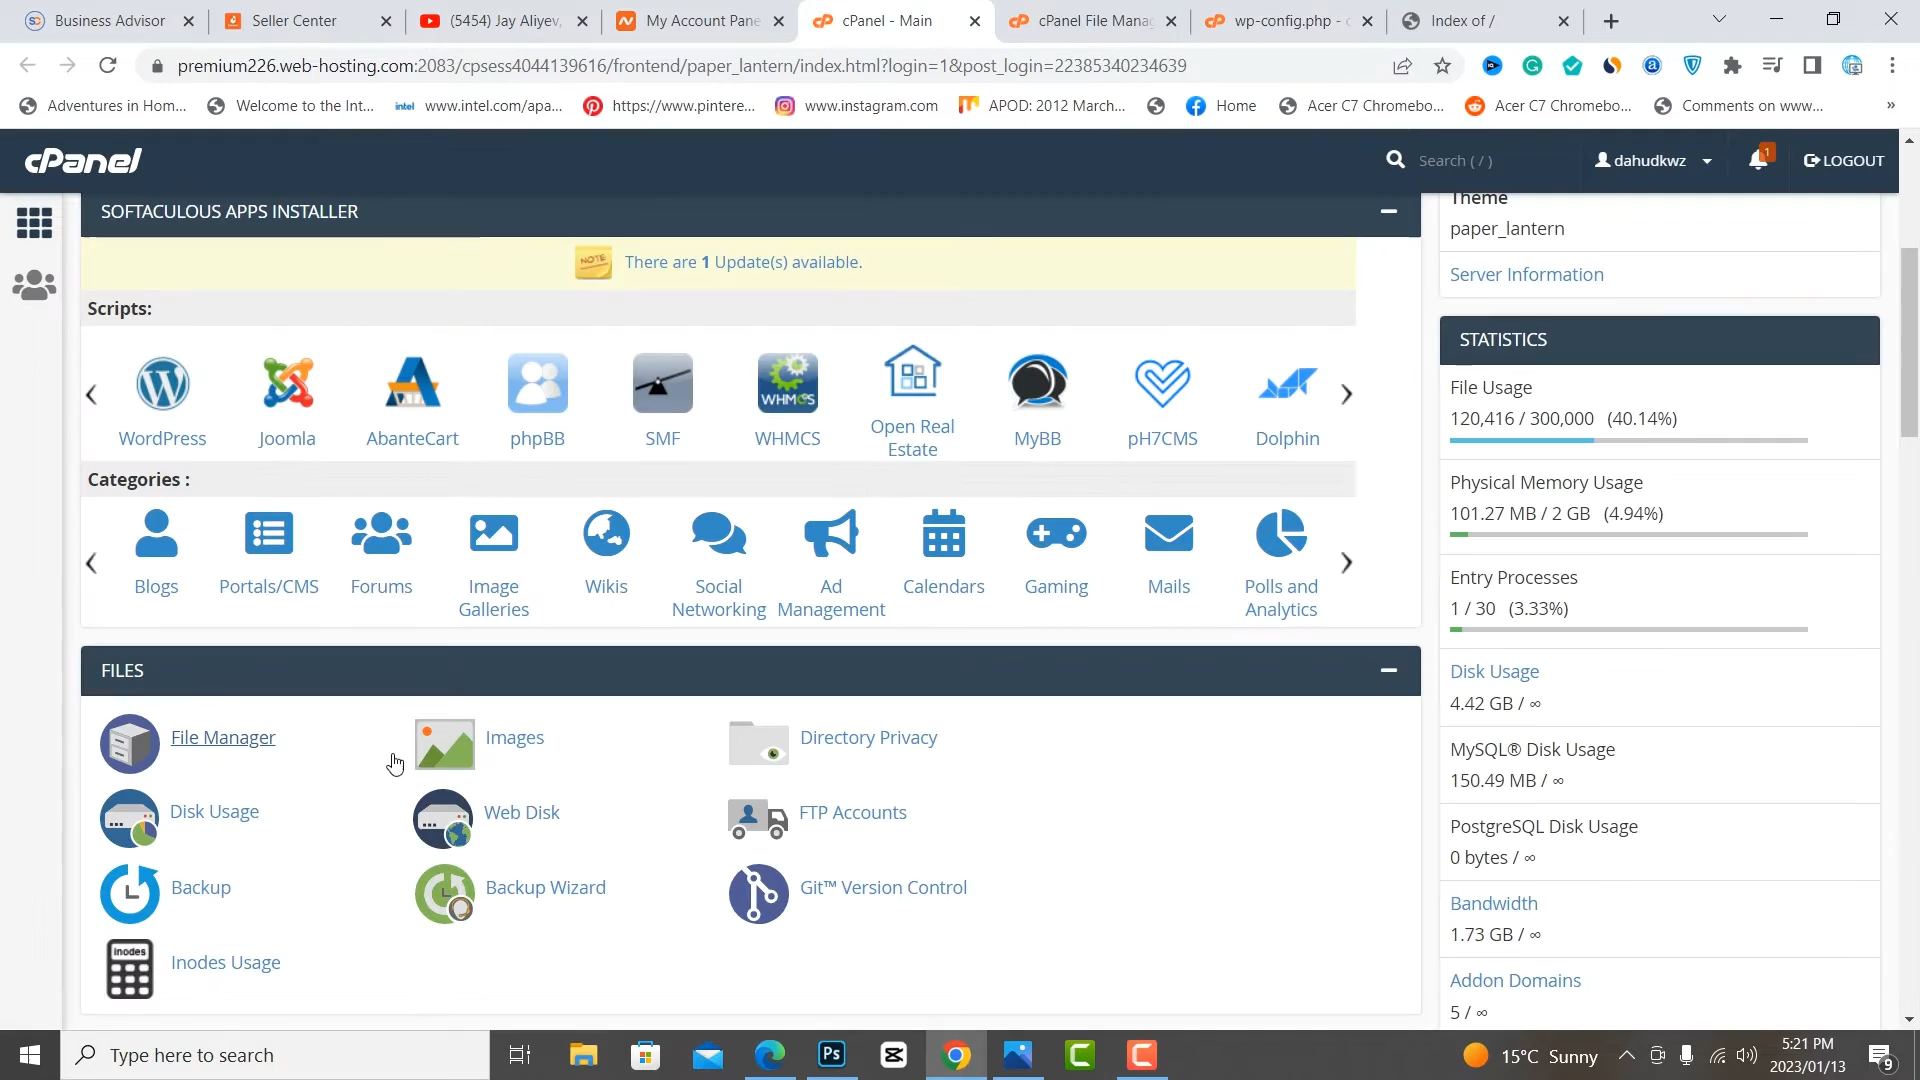 Business Advisor
Seller Center
(5454) Jay Aliyev,
My Account Pane
cPanel - Main
cPanel File Manag
wp-config.php - c
Index of /
premium226.web-hosting.com:2083/cpsess4044139616/frontend/paper_lantern/index.html?login=1&post_login=22385340234639
Adventures in Hom...
Welcome to the Int...
intel www.intel.com/apa...
https://www.pintere...
www.instagram.com
APOD: 2012 March...
Home
Acer C7 Chromebo...
Acer C7 Chromebo...
Comments on www...
»
cPanel
Search ( / )
dahudkwz
1
LOGOUT
SOFTACULOUS APPS INSTALLER
NOTE
There are 1 Update(s) available.
Scripts:
WHMCS
WordPress
Joomla
AbanteCart
phpBB
SMF
WHMCS
Open Real
Estate
MyBB
pH7CMS
Dolphin
Categories :
Blogs
Portals/CMS
Forums
Image
Galleries
Wikis
Social
Networking
Ad
Management
Calendars
Gaming
Mails
Polls and
Analytics
FILES
File Manager
Images
Directory Privacy
Disk Usage
Web Disk
FTP Accounts
Backup
Backup Wizard
Git™ Version Control
inodes
Inodes Usage
Theme
paper_lantern
Server Information
STATISTICS
File Usage
120,416 / 300,000 (40.14%)
Physical Memory Usage
101.27 MB / 2 GB (4.94%)
Entry Processes
1 / 30 (3.33%)
Disk Usage
4.42 GB / ∞
MySQL® Disk Usage
150.49 MB / ∞
PostgreSQL Disk Usage
0 bytes / ∞
Bandwidth
1.73 GB / ∞
Addon Domains
5 / ∞
Type here to search
Ps
15°C Sunny
5:21 PM
2023/01/13
9